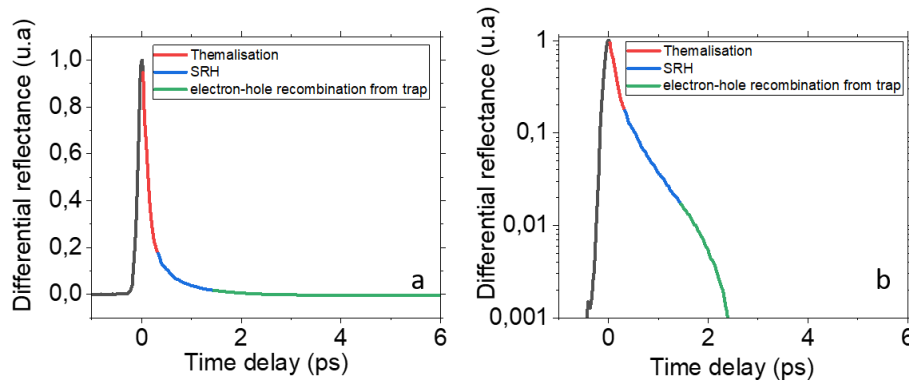 Differential reflectance (u.a)
1,0
0,8
0,6
0,4
0,2
0,0
Themalisation
SRH
electron-hole recombination from trap
a
0
2
4
6
Time delay (ps)
Differential reflectance (u.a)
1
0,1
0,01
0,001
Themalisation
SRH
electron-hole recombination from trap
b
0
2
4
6
Time delay (ps)